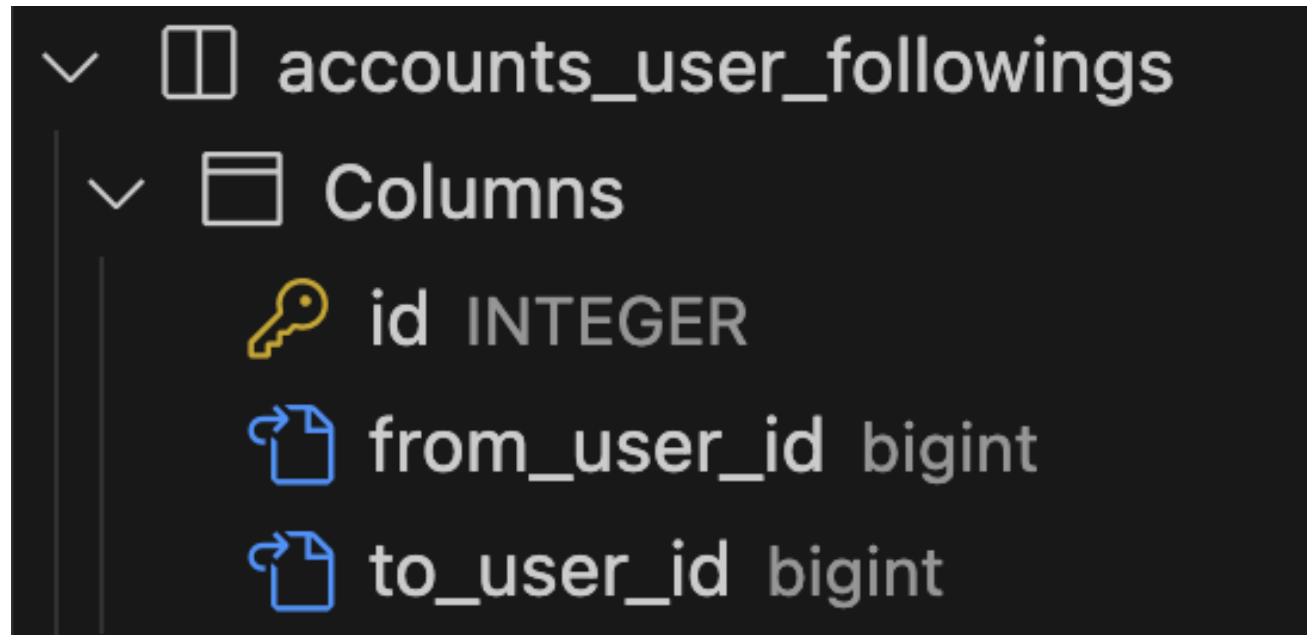 accounts_user_followings
Columns
id INTEGER
from_user_id bigint
to_user_id bigint